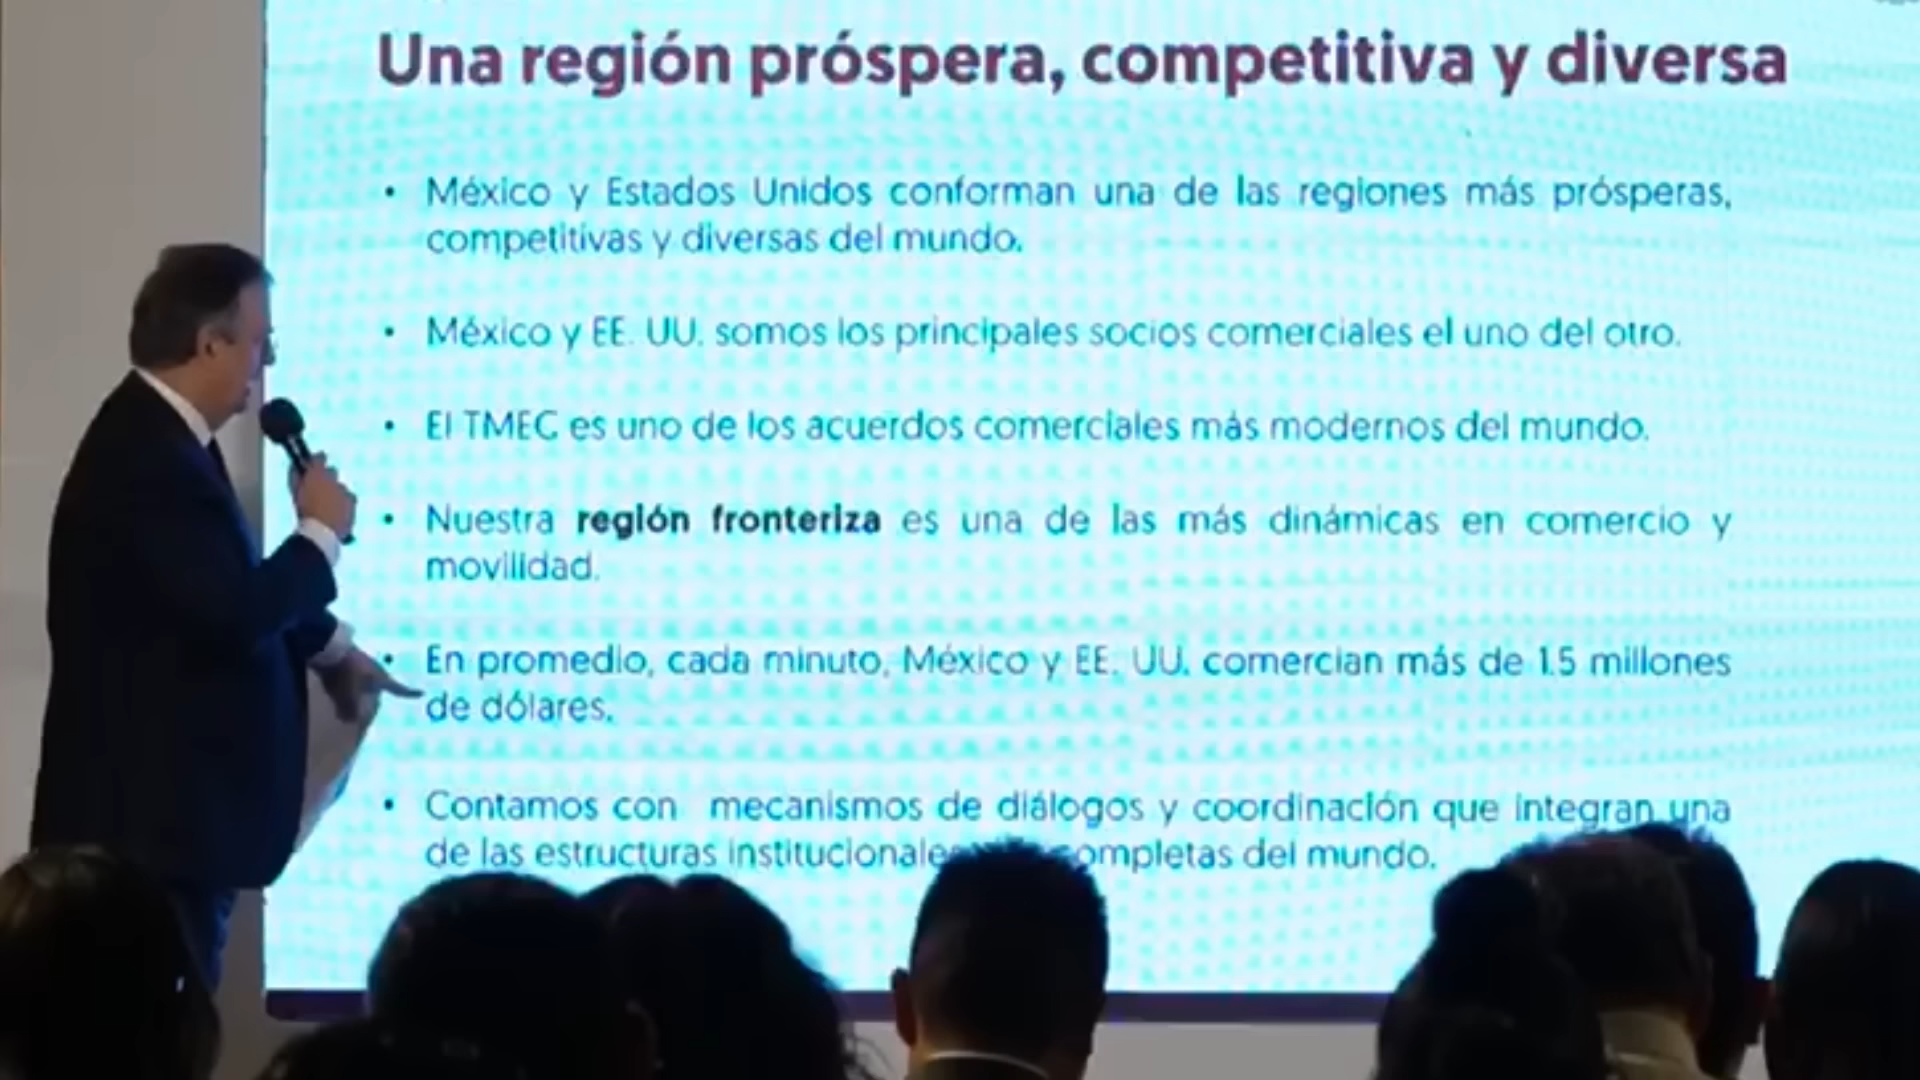 Una región próspera, competitiva y diversa
• México y Estados Unidos conforman una de las regiones más prósperas,
competitivas y diversas del mundo.
• México y EE. UU. somos los principales socios comerciales el uno del otro.
• El TMEC es uno de los acuerdos comerciales más modernos del mundo.
• Nuestra región fronteriza es una de las más dinámicas en comercio y
movilidad.
• En promedio, cada minuto, México y EE. UU. comercian más de 1.5 millones
de dólares.
• Contamos con mecanismos de diálogos y coordinación que integran una
de las estructuras del mundo.